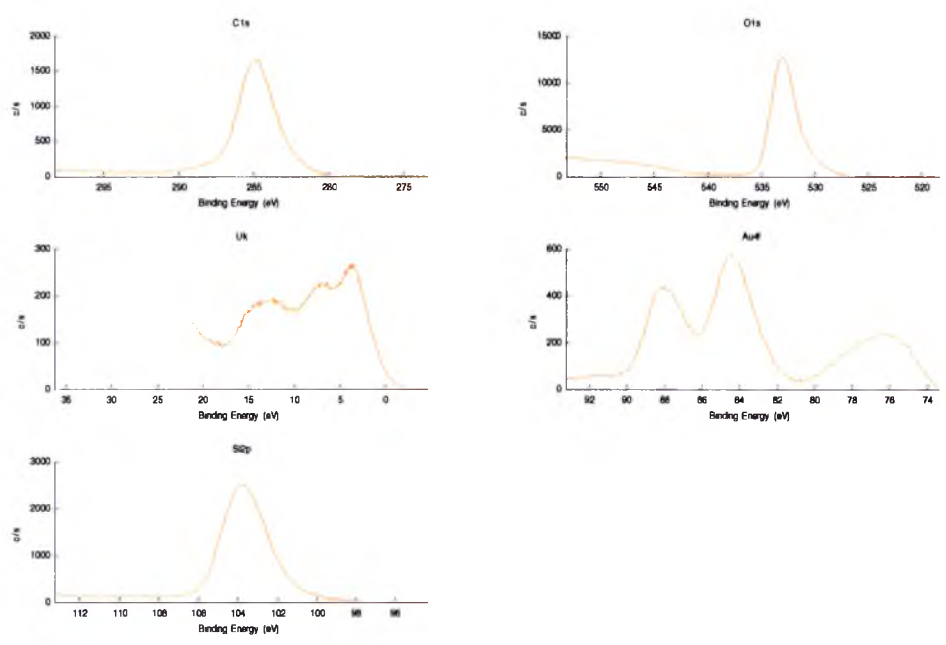 C1s
2000
1500
1000
500
0
c/s
295 290 285 280 275
Binding Energy (eV)
O1s
15000
10000
5000
0
c/s
550 545 540 535 530 525 520
Binding Energy (eV)
Uk
300
200
100
0
c/s
35 30 25 20 15 10 5 0
Binding Energy (eV)
Au4f
600
400
200
0
c/s
92 90 88 86 84 82 80 78 76 74
Binding Energy (eV)
Si2p
3000
2000
1000
0
c/s
112 110 108 106 104 102 100 98 96
Binding Energy (eV)